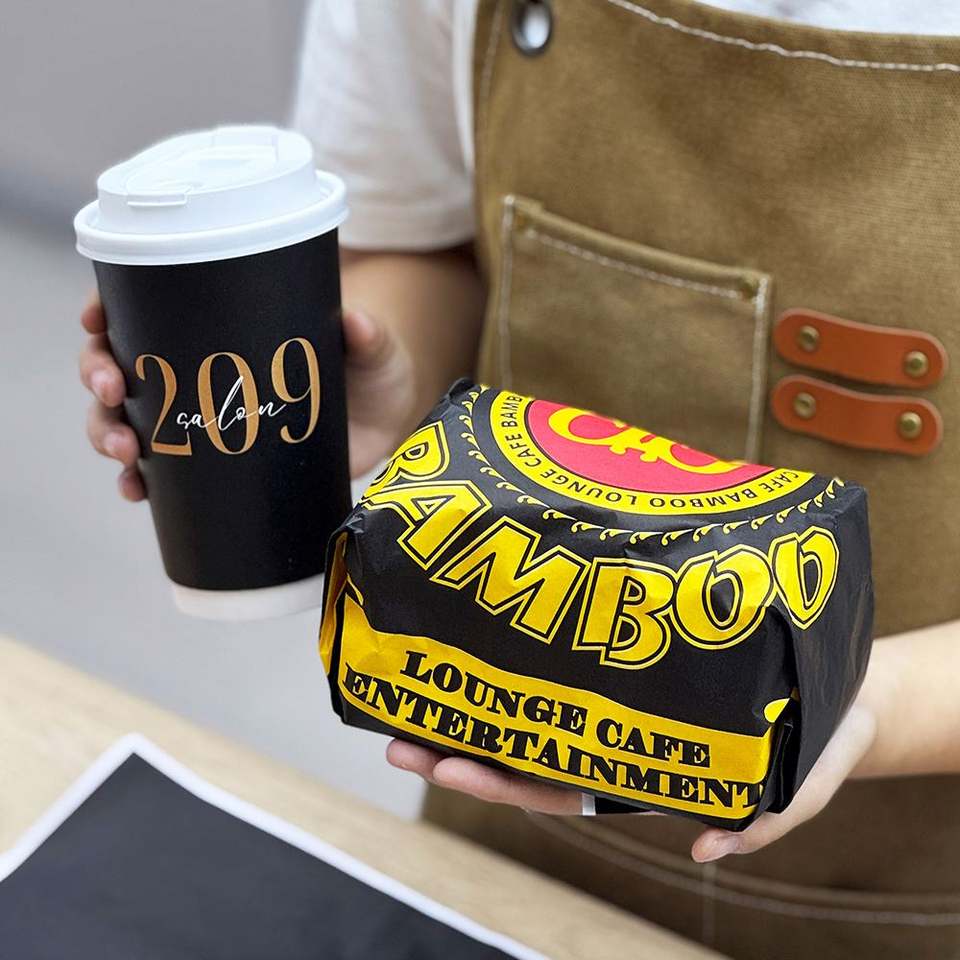 209
salon
CAFE BAMBOO LOUNGE CAFE BAMB
BAMBOO
LOUNGE CAFE
ENTERTAINMENT